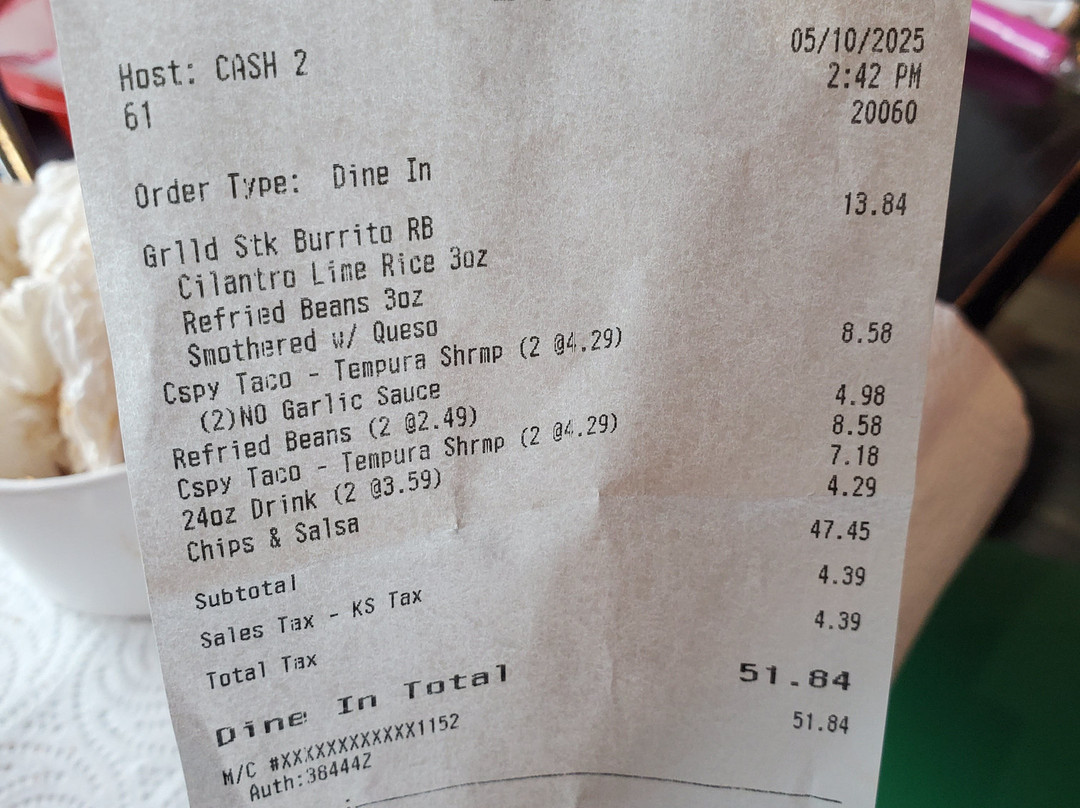 Host: CASH 2 05/10/2025
61 2:42 PM
20060
Order Type: Dine In
Grlld Stk Burrito RB 13.84
Cilantro Lime Rice 3oz
Refried Beans 3oz
Smothered w/ Queso
Cspy Taco - Tempura Shrmp (2 @4.29) 8.58
(2)NO Garlic Sauce
Refried Beans (2 @2.49) 4.98
Cspy Taco - Tempura Shrmp (2 @4.29) 8.58
24oz Drink (2 @3.59) 7.18
Chips & Salsa 4.29
Subtotal 47.45
Sales Tax - KS Tax 4.39
Total Tax 4.39
Dine In Total 51.84
M/C #XXXXXXXXXXXX1152 51.84
Auth:38444Z